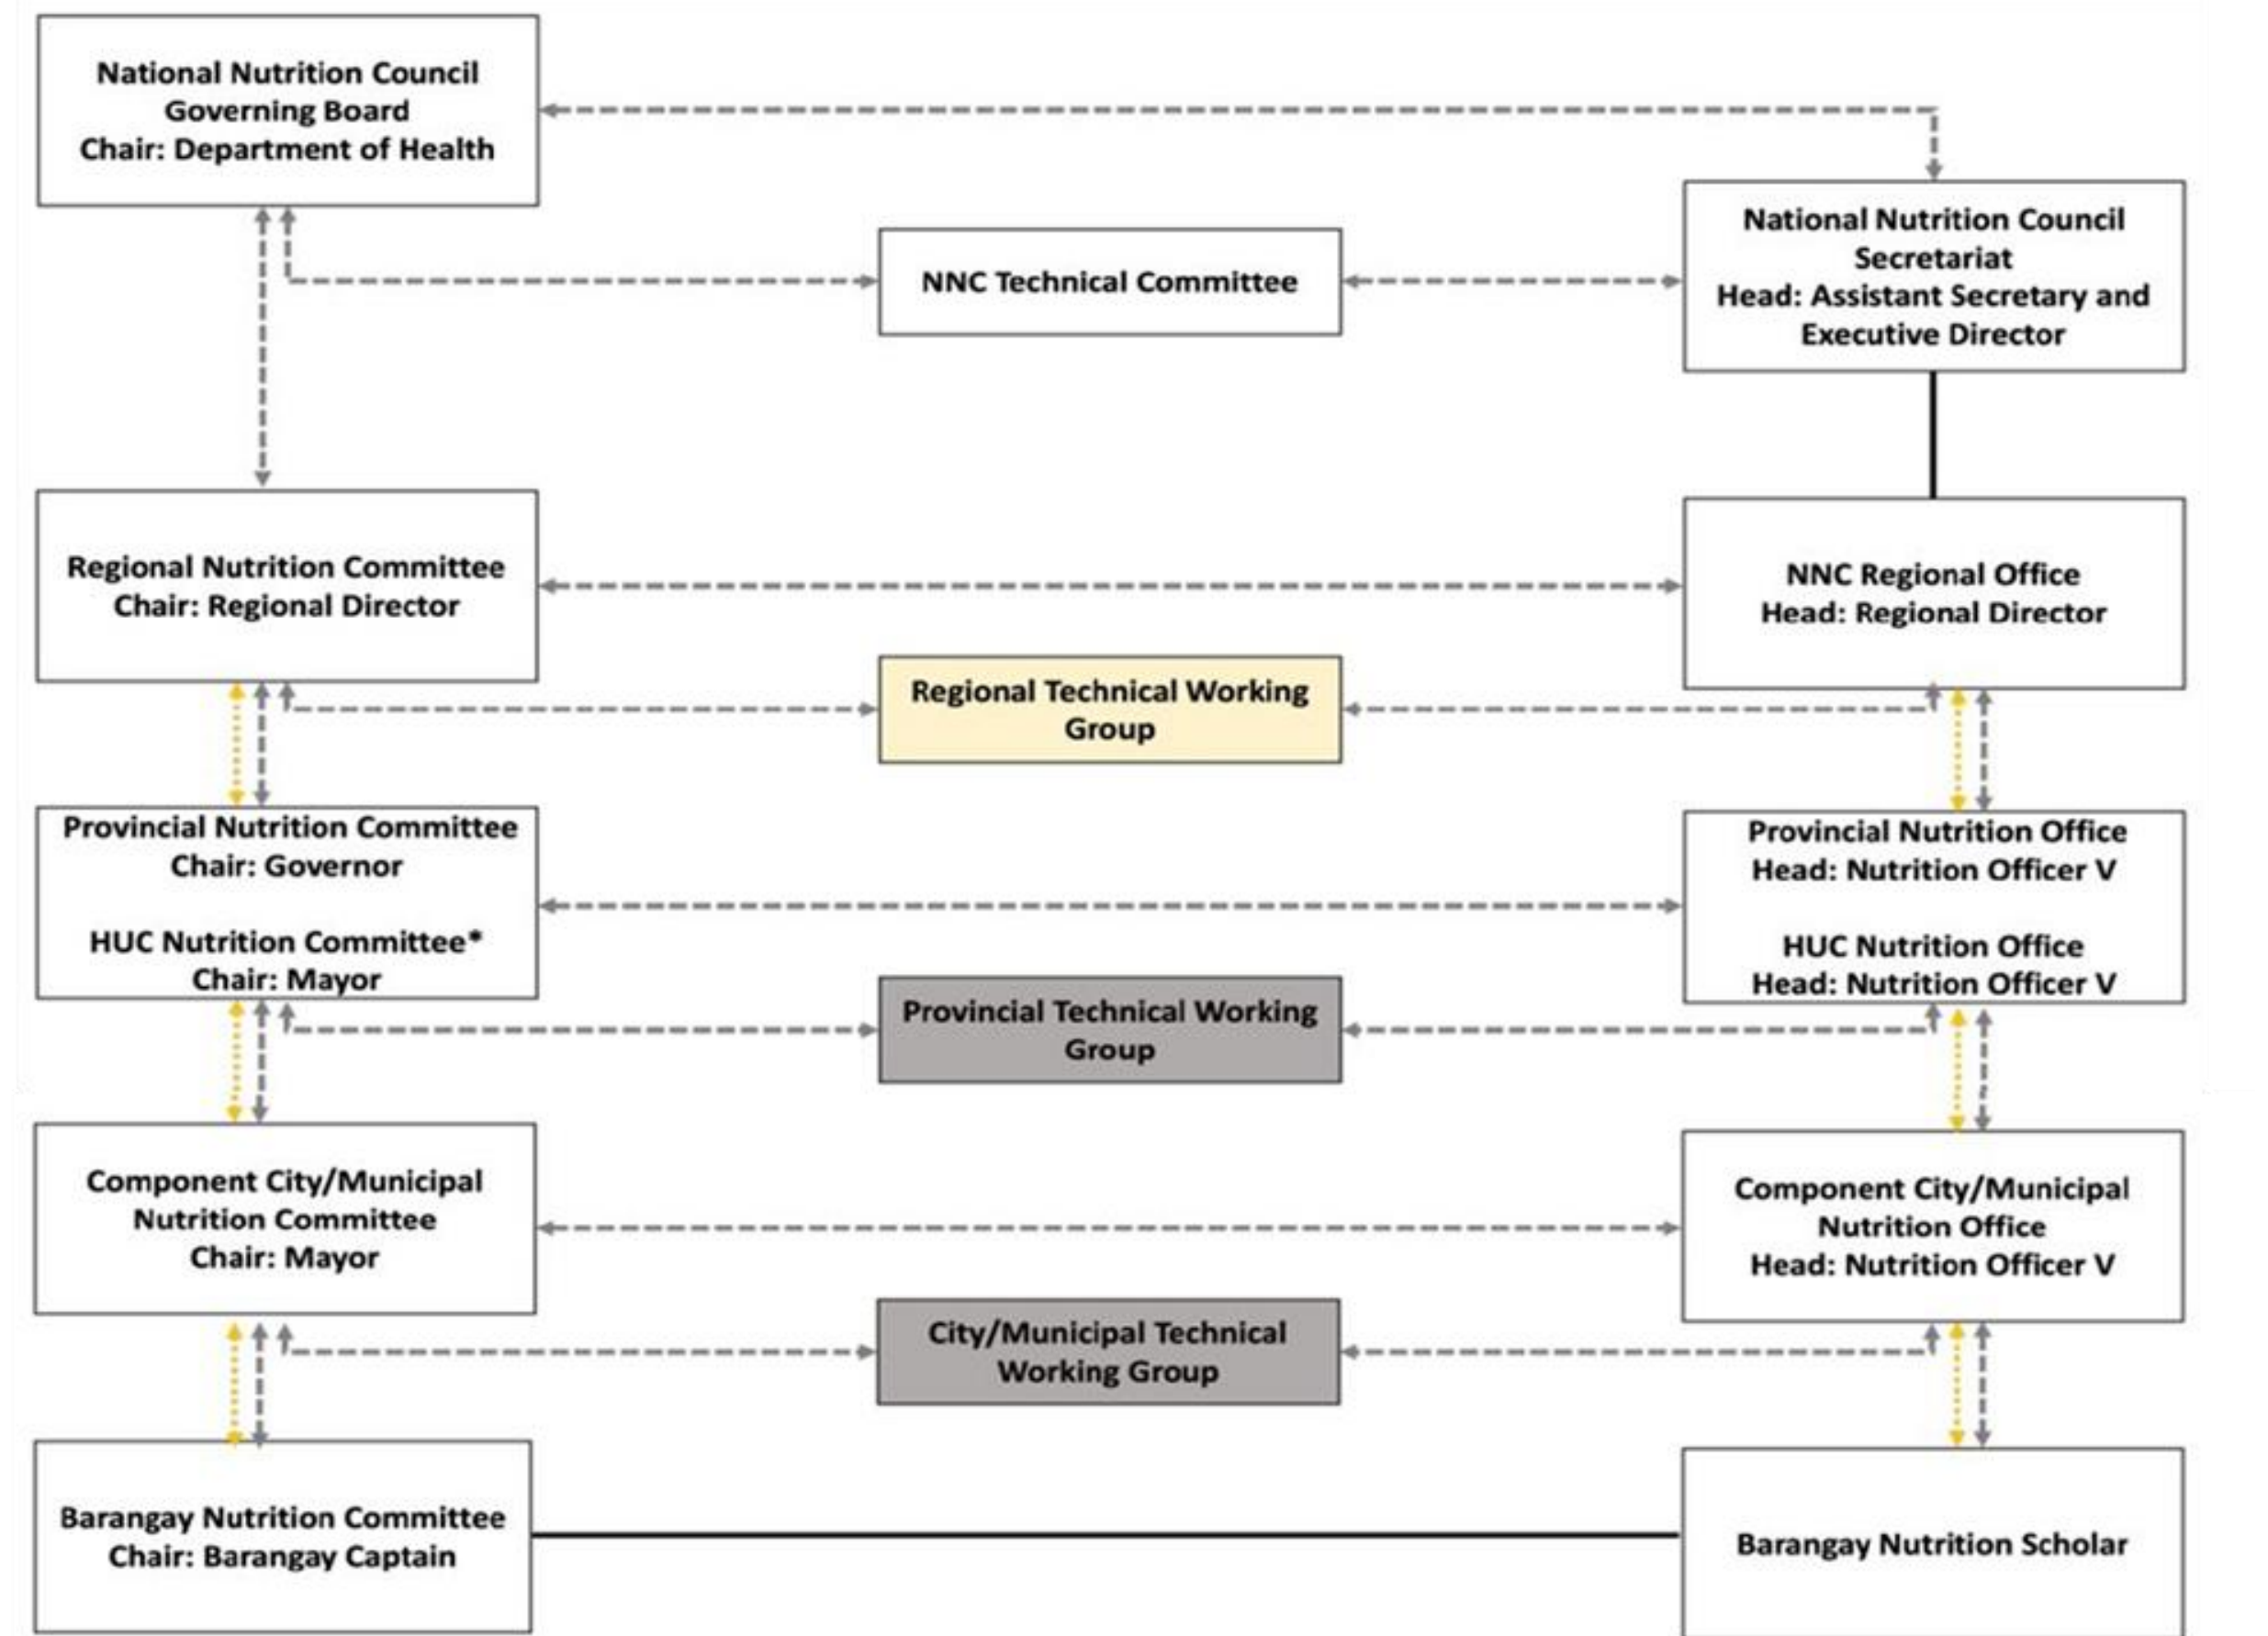 National Nutrition Council
Governing Board
Chair: Department of Health
National Nutrition Council
Secretariat
Head: Assistant Secretary and
Executive Director
NNC Technical Committee
Regional Nutrition Committee
Chair: Regional Director
NNC Regional Office
Head: Regional Director
Regional Technical Working
Group
Provincial Nutrition Committee
Chair: Governor
HUC Nutrition Committee*
Chair: Mayor
Provincial Nutrition Office
Head: Nutrition Officer V
HUC Nutrition Office
Head: Nutrition Officer V
Provincial Technical Working
Group
Component City/Municipal
Nutrition Committee
Chair: Mayor
Component City/Municipal
Nutrition Office
Head: Nutrition Officer V
City/Municipal Technical
Working Group
Barangay Nutrition Committee
Chair: Barangay Captain
Barangay Nutrition Scholar